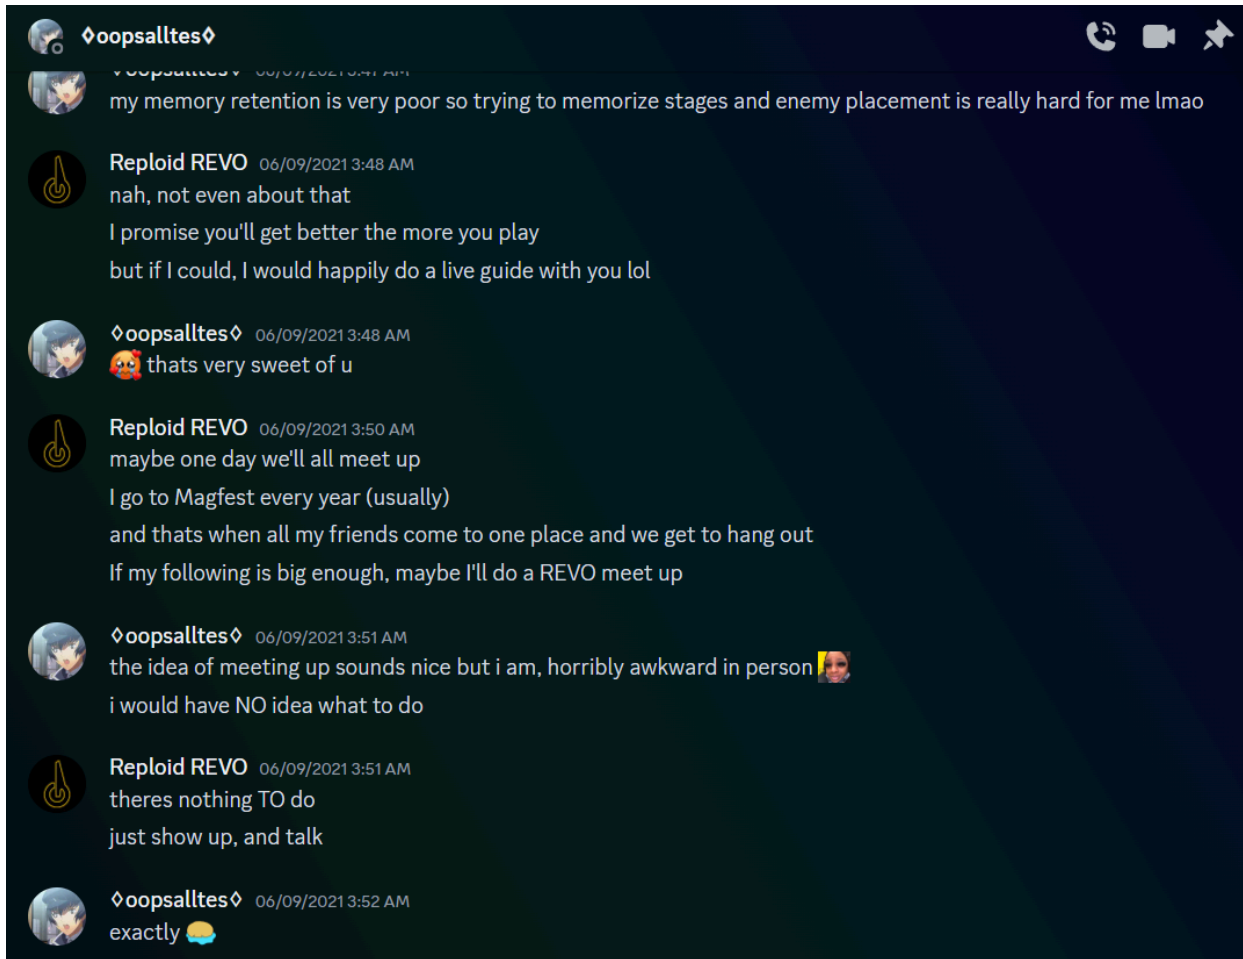 ◊oopsalltes◊
◊oopsalltes◊ 06/09/2021 3:47 AM
my memory retention is very poor so trying to memorize stages and enemy placement is really hard for me lmao
Reploid REVO 06/09/2021 3:48 AM
nah, not even about that
I promise you'll get better the more you play
but if I could, I would happily do a live guide with you lol
◊oopsalltes◊ 06/09/2021 3:48 AM
thats very sweet of u
Reploid REVO 06/09/2021 3:50 AM
maybe one day we'll all meet up
I go to Magfest every year (usually)
and thats when all my friends come to one place and we get to hang out
If my following is big enough, maybe I'll do a REVO meet up
◊oopsalltes◊ 06/09/2021 3:51 AM
the idea of meeting up sounds nice but i am, horribly awkward in person
i would have NO idea what to do
Reploid REVO 06/09/2021 3:51 AM
theres nothing TO do
just show up, and talk
◊oopsalltes◊ 06/09/2021 3:52 AM
exactly